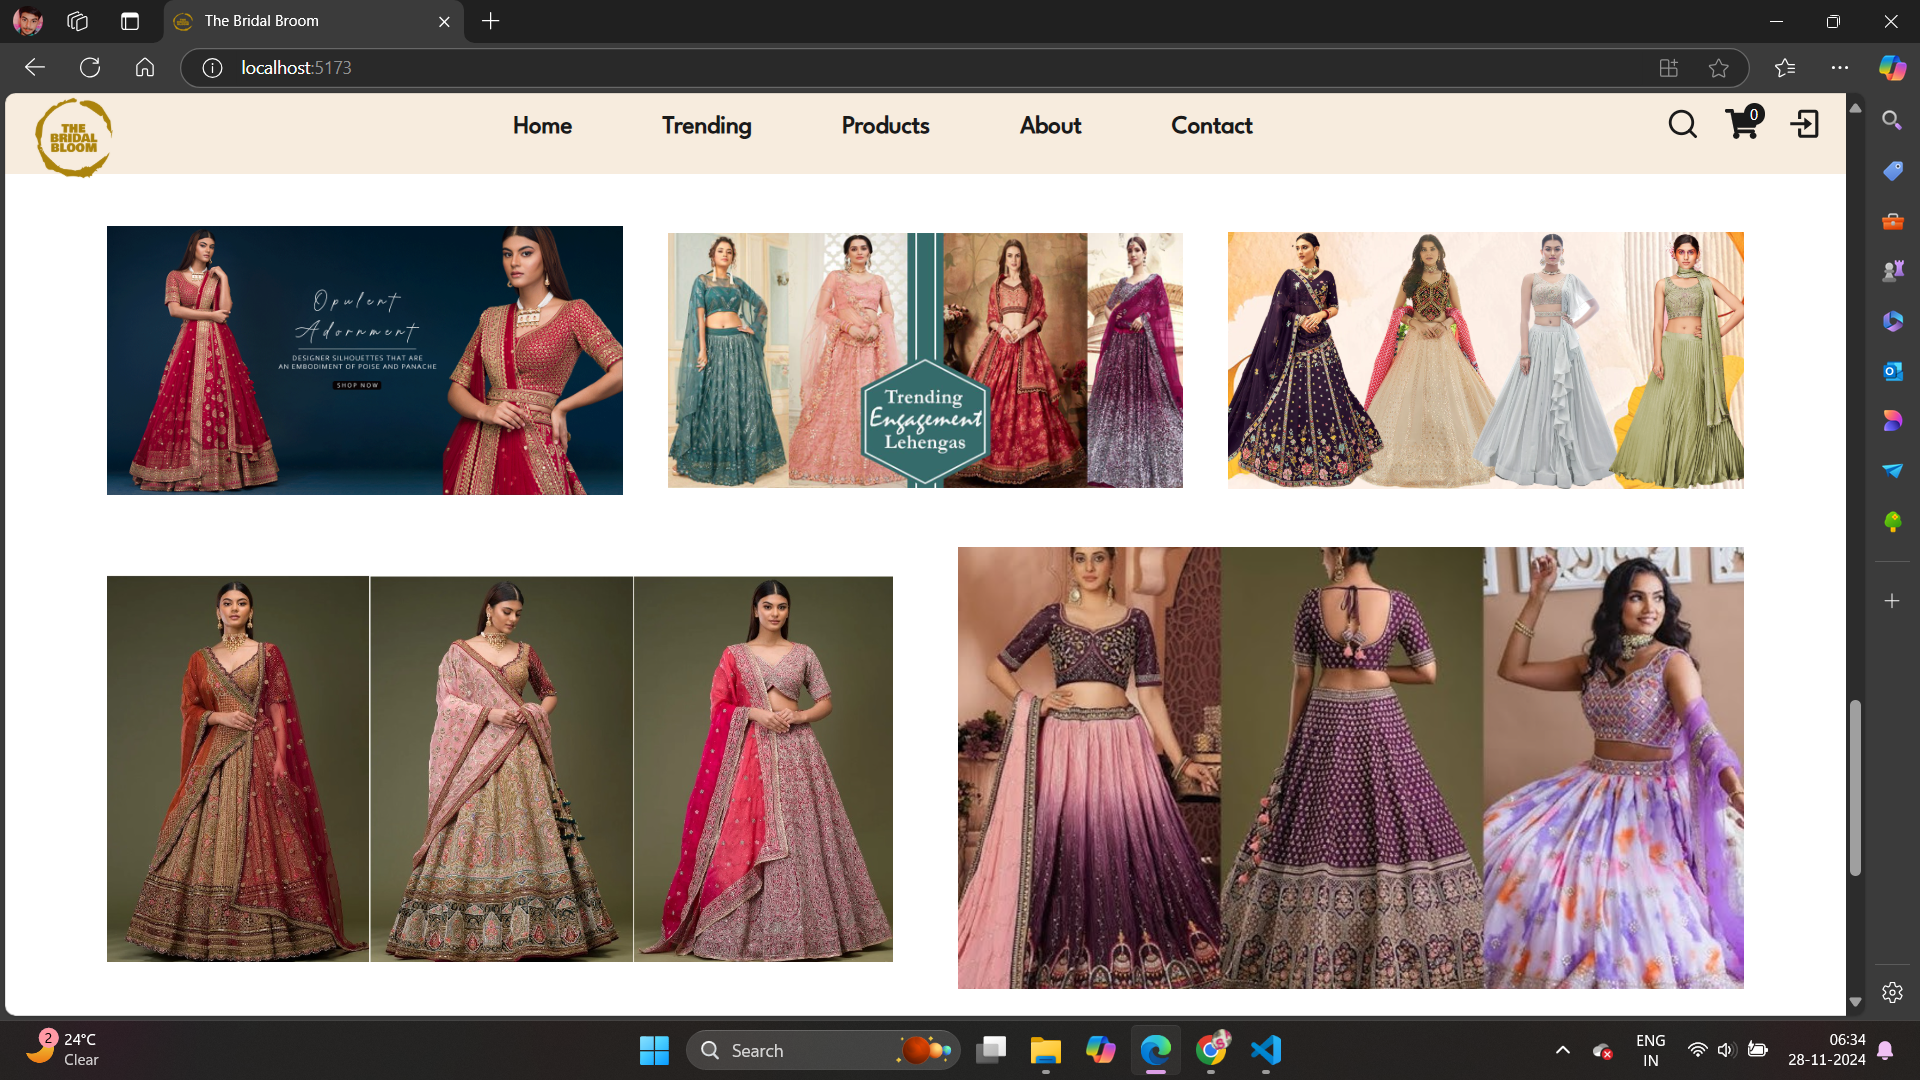 The Bridal Broom
localhost:5173
THE
BRIDAL
BLOOM
Home
Trending
Products
About
Contact
0
Opulent
Adornment
DESIGNER SILHOUETTES THAT ARE
AN EMBODIMENT OF POISE AND PANACHE
SHOP NOW
Trending
Engagement
Lehengas
2
24°C
Clear
Search
ENG
IN
06:34
28-11-2024